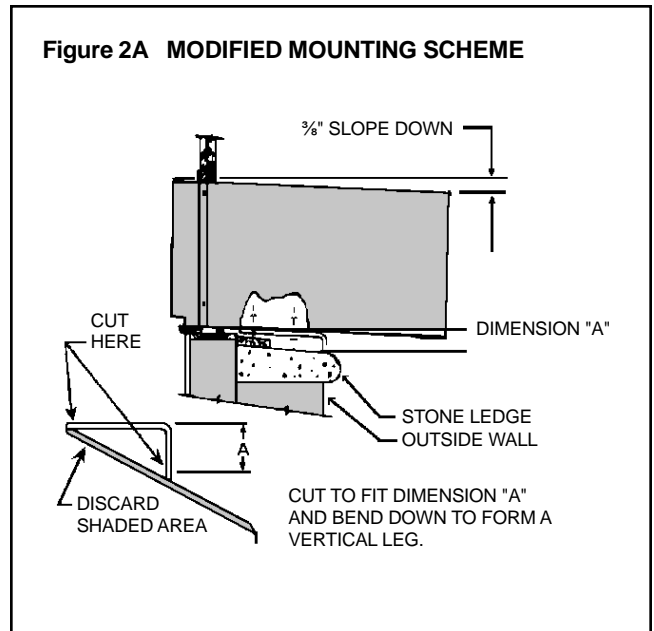 Figure 2A MODIFIED MOUNTING SCHEME
⅜" SLOPE DOWN
DIMENSION "A"
CUT
HERE
STONE LEDGE
OUTSIDE WALL
A
DISCARD
SHADED AREA
CUT TO FIT DIMENSION "A"
AND BEND DOWN TO FORM A
VERTICAL LEG.